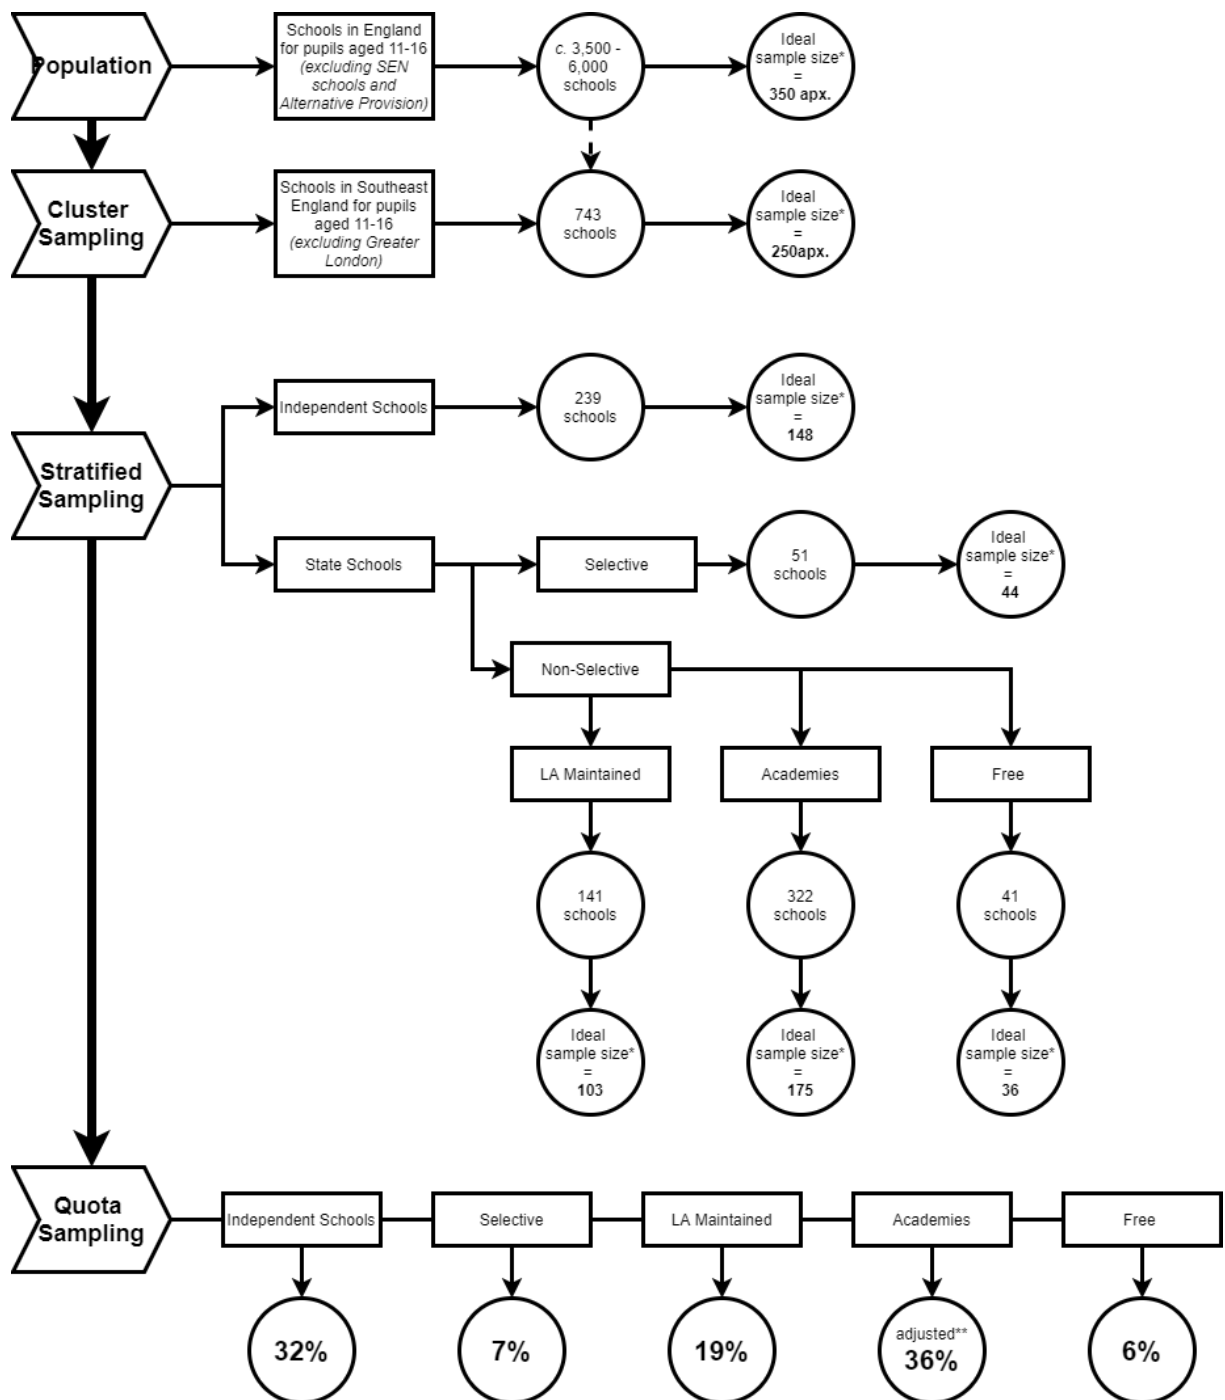 Population
Schools in England
for pupils aged 11-16
(excluding SEN
schools and
Alternative Provision)
c. 3,500 -
6,000
schools
Ideal
sample size*
=
350 apx.
Cluster
Sampling
Schools in Southeast
England for pupils
aged 11-16
(excluding Greater
London)
743
schools
Ideal
sample size*
=
250apx.
Stratified
Sampling
Independent Schools
239
schools
Ideal
sample size*
=
148
State Schools
Selective
51
schools
Ideal
sample size*
=
44
Non-Selective
LA Maintained
Academies
Free
141
schools
322
schools
41
schools
Ideal
sample size*
=
103
Ideal
sample size*
=
175
Ideal
sample size*
=
36
Quota
Sampling
Independent Schools
Selective
LA Maintained
Academies
Free
32%
7%
19%
adjusted**
36%
6%